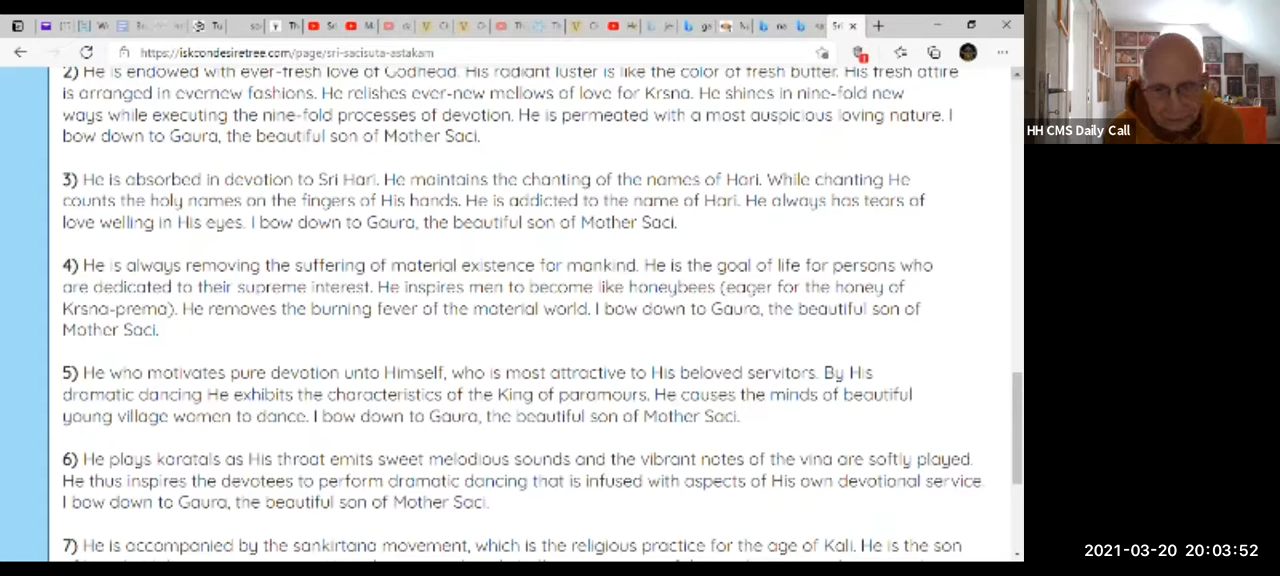 https://iskcondesiretree.com/page/sri-sacisuta-astakam
2) He is endowed with ever-fresh love of Godhead. His radiant luster is like the color of fresh butter. His fresh attire
is arranged in evernew fashions. He relishes ever-new mellows of love for Krsna. He shines in nine-fold new
ways while executing the nine-fold processes of devotion. He is permeated with a most auspicious loving nature. I
bow down to Gaura, the beautiful son of Mother Saci.
3) He is absorbed in devotion to Sri Hari. He maintains the chanting of the names of Hari. While chanting He
counts the holy names on the fingers of His hands. He is addicted to the name of Hari. He always has tears of
love welling in His eyes. I bow down to Gaura, the beautiful son of Mother Saci.
4) He is always removing the suffering of material existence for mankind. He is the goal of life for persons who
are dedicated to their supreme interest. He inspires men to become like honeybees (eager for the honey of
Krsna-prema). He removes the burning fever of the material world. I bow down to Gaura, the beautiful son of
Mother Saci.
5) He who motivates pure devotion unto Himself, who is most attractive to His beloved servitors. By His
dramatic dancing He exhibits the characteristics of the King of paramours. He causes the minds of beautiful
young village women to dance. I bow down to Gaura, the beautiful son of Mother Saci.
6) He plays karatals as His throat emits sweet melodious sounds and the vibrant notes of the vina are softly played.
He thus inspires the devotees to perform dramatic dancing that is infused with aspects of His own devotional service.
I bow down to Gaura, the beautiful son of Mother Saci.
7) He is accompanied by the sankirtana movement, which is the religious practice for the age of Kali. He is the son
HH CMS Daily Call
2021-03-20 20:03:52